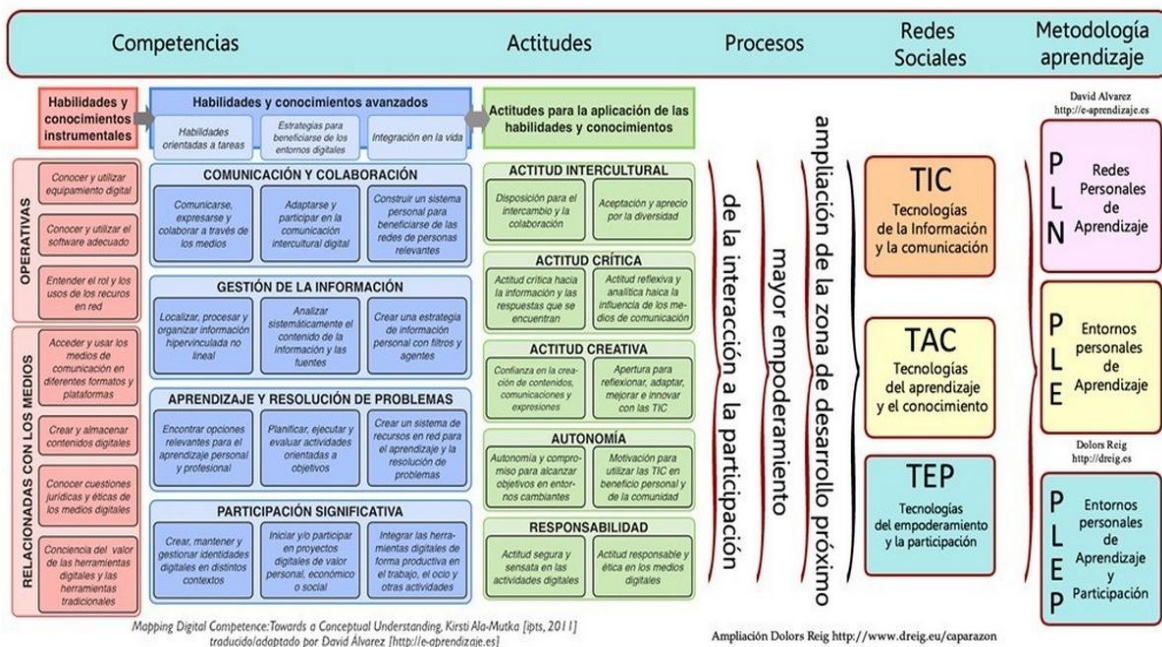 Competencias
Actitudes
Procesos
Redes
Sociales
Metodología
aprendizaje
Habilidades y
conocimientos
instrumentales
Habilidades y conocimientos avanzados
Habilidades
orientadas a tareas
Estrategias para
beneficiarse de los
entornos digitales
Integración en la vida
Actitudes para la aplicación de las
habilidades y conocimientos
OPERATIVAS
Conocer y utilizar
equipamiento digital
Conocer y utilizar
el software adecuado
Entender el rol y los
usos de los recuros
en red
RELACIONADAS CON LOS MEDIOS
Acceder y usar los
medios de
comunicación en
diferentes formatos y
plataformas
Crear y almacenar
contenidos digitales
Conocer cuestiones
jurídicas y éticas de
los medios digitales
Conciencia del valor
de las herramientas
digitales y las
herramientas
tradicionales
COMUNICACIÓN Y COLABORACIÓN
Comunicarse,
expresarse y
colaborar a través de
los medios
Adaptarse y
participar en la
comunicación
intercultural digital
Construir un sistema
personal para
beneficiarse de las
redes de personas
relevantes
GESTIÓN DE LA INFORMACIÓN
Localizar, procesar y
organizar información
hipervinculada no
lineal
Analizar
sistemáticamente el
contenido de la
información y las
fuentes
Crear una estrategia
de información
personal con filtros y
agentes
APRENDIZAJE Y RESOLUCIÓN DE PROBLEMAS
Encontrar opciones
relevantes para el
aprendizaje personal
y profesional
Planificar, ejecutar y
evaluar actividades
orientadas a
objetivos
Crear un sistema de
recursos en red para
el aprendizaje y la
resolución de
problemas
PARTICIPACIÓN SIGNIFICATIVA
Crear, mantener y
gestionar identidades
digitales en distintos
contextos
Iniciar y/o participar
en proyectos
digitales de valor
personal, económico
o social
Integrar las herra-
mientas digitales de
forma productiva en
el trabajo, el ocio y
otras actividades
ACTITUD INTERCULTURAL
Disposición para el
intercambio y la
colaboración
Aceptación y aprecio
por la diversidad
ACTITUD CRÍTICA
Actitud crítica hacia
la información y las
respuestas que se
encuentran
Actitud reflexiva y
analítica haica la
influencia de los me-
dios de comunicación
ACTITUD CREATIVA
Confianza en la crea-
ción de contenidos,
comunicaciones y
expresiones
Apertura para
reflexionar, adaptar,
mejorar e innovar
con las TIC
AUTONOMÍA
Autonomía y compro-
miso para alcanzar
objetivos en entor-
nos cambiantes
Motivación para
utilizar las TIC en
beneficio personal y
de la comunidad
RESPONSABILIDAD
Actitud segura y
sensata en las
actividades digitales
Actitud responsable y
ética en los medios
digitales
de la interacción a la participación
mayor empoderamiento
ampliación de la zona de desarrollo próximo
TIC
Tecnologías
de la Información
y la comunicación
TAC
Tecnologías
del aprendizaje
y el conocimiento
TEP
Tecnologías
del empoderamiento
y la participación
David Alvarez
http://e-aprendizaje.es
PLN
Redes
Personales
de
Aprendizaje
PLE
Entornos
personales
de
Aprendizaje
Dolors Reig
http://dreig.es
PLEP
Entornos
personales
de
Aprendizaje
y
Participación
Mapping Digital Competence: Towards a Conceptual Understanding, Kirsti Ala-Mutka [ipts, 2011]
traducido/adaptado por David Álvarez [http://e-aprendizaje.es]
Ampliación Dolors Reig http://www.dreig.eu/caparazon